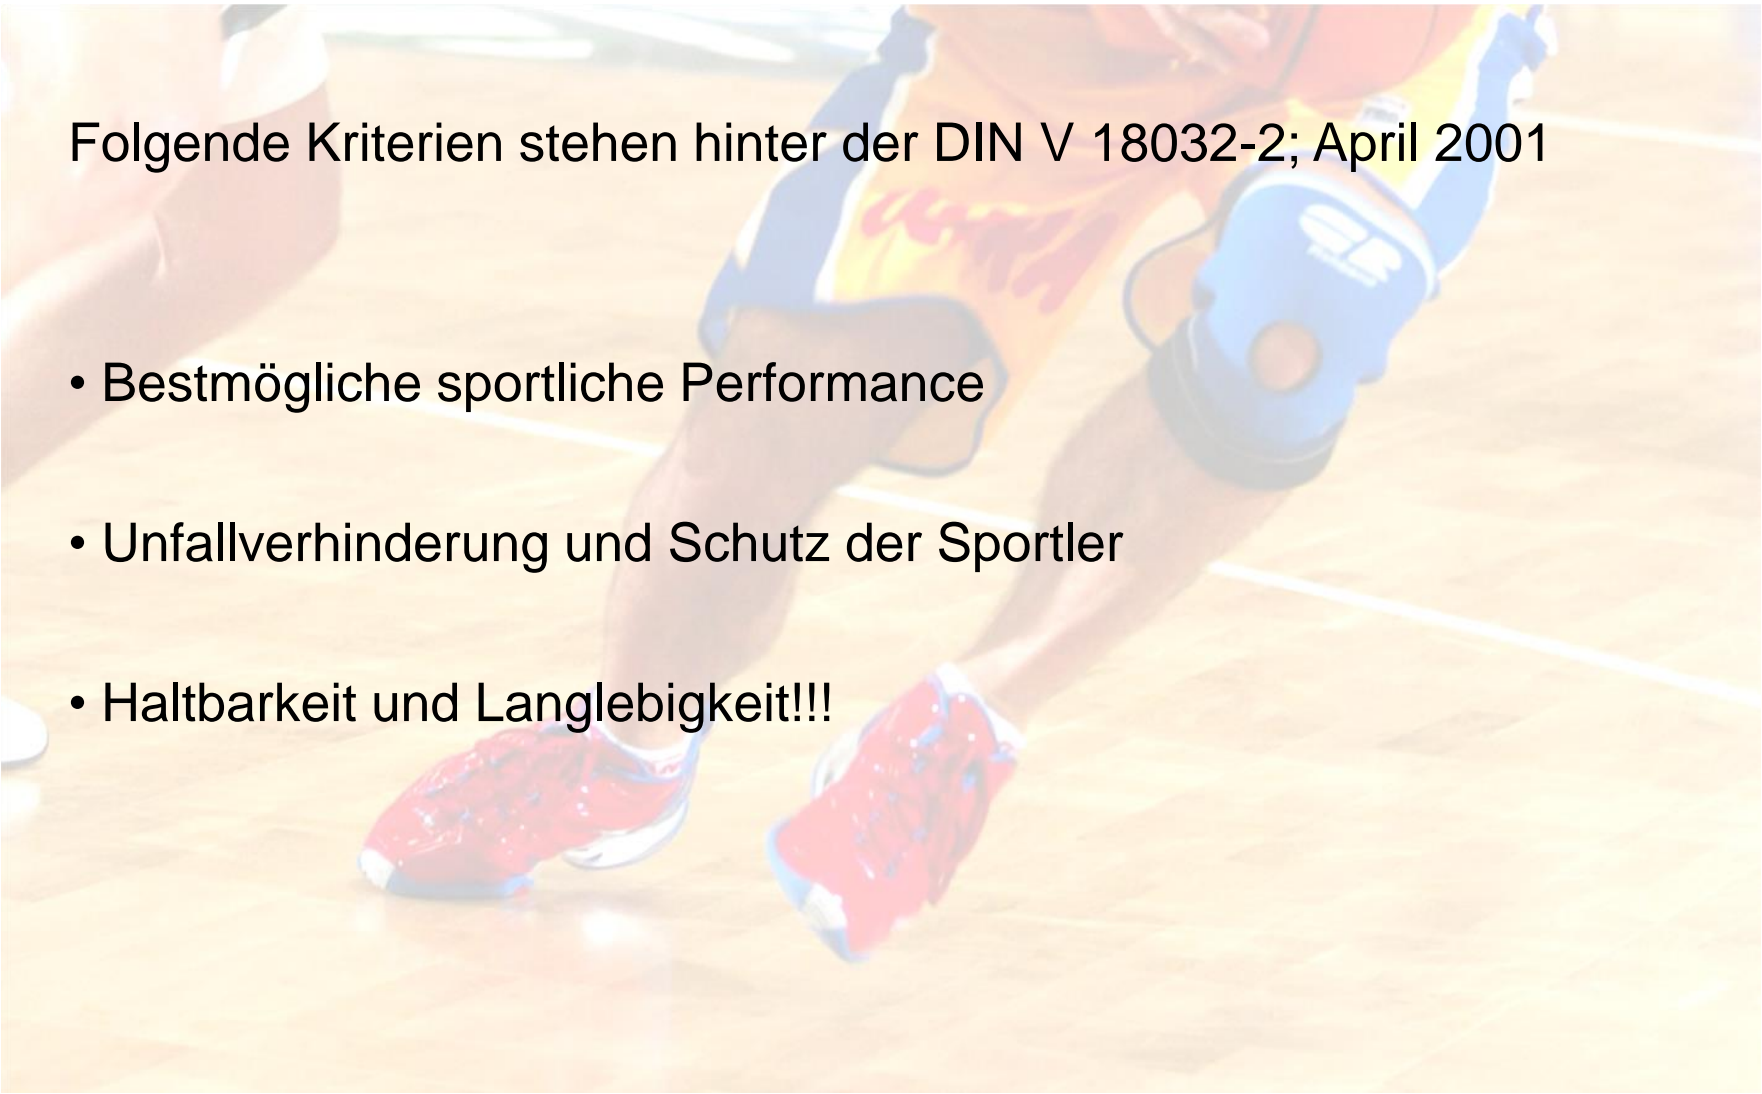 Folgende Kriterien stehen hinter der DIN V 18032-2; April 2001
• Bestmögliche sportliche Performance
• Unfallverhinderung und Schutz der Sportler
• Haltbarkeit und Langlebigkeit!!!